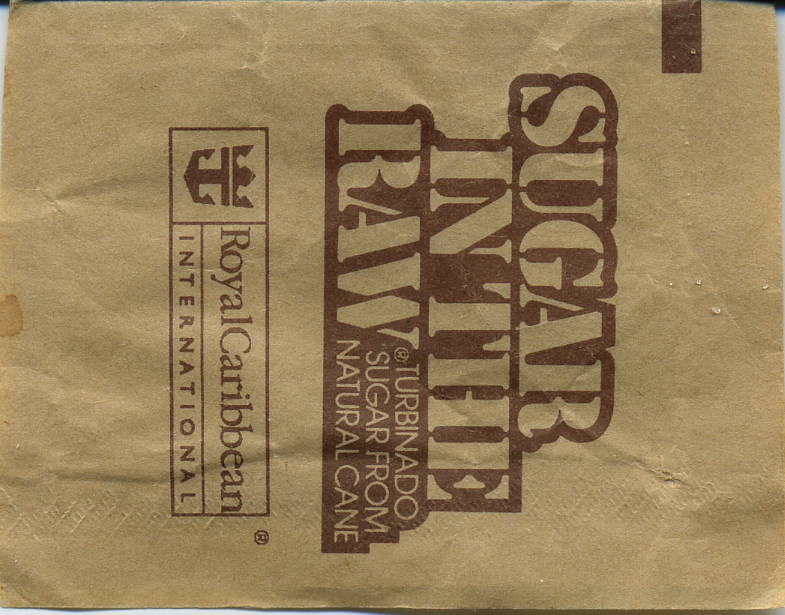 SUGAR
IN THE
RAW
® TURBINADO
SUGAR FROM
NATURAL CANE
RoyalCaribbean
INTERNATIONAL
®